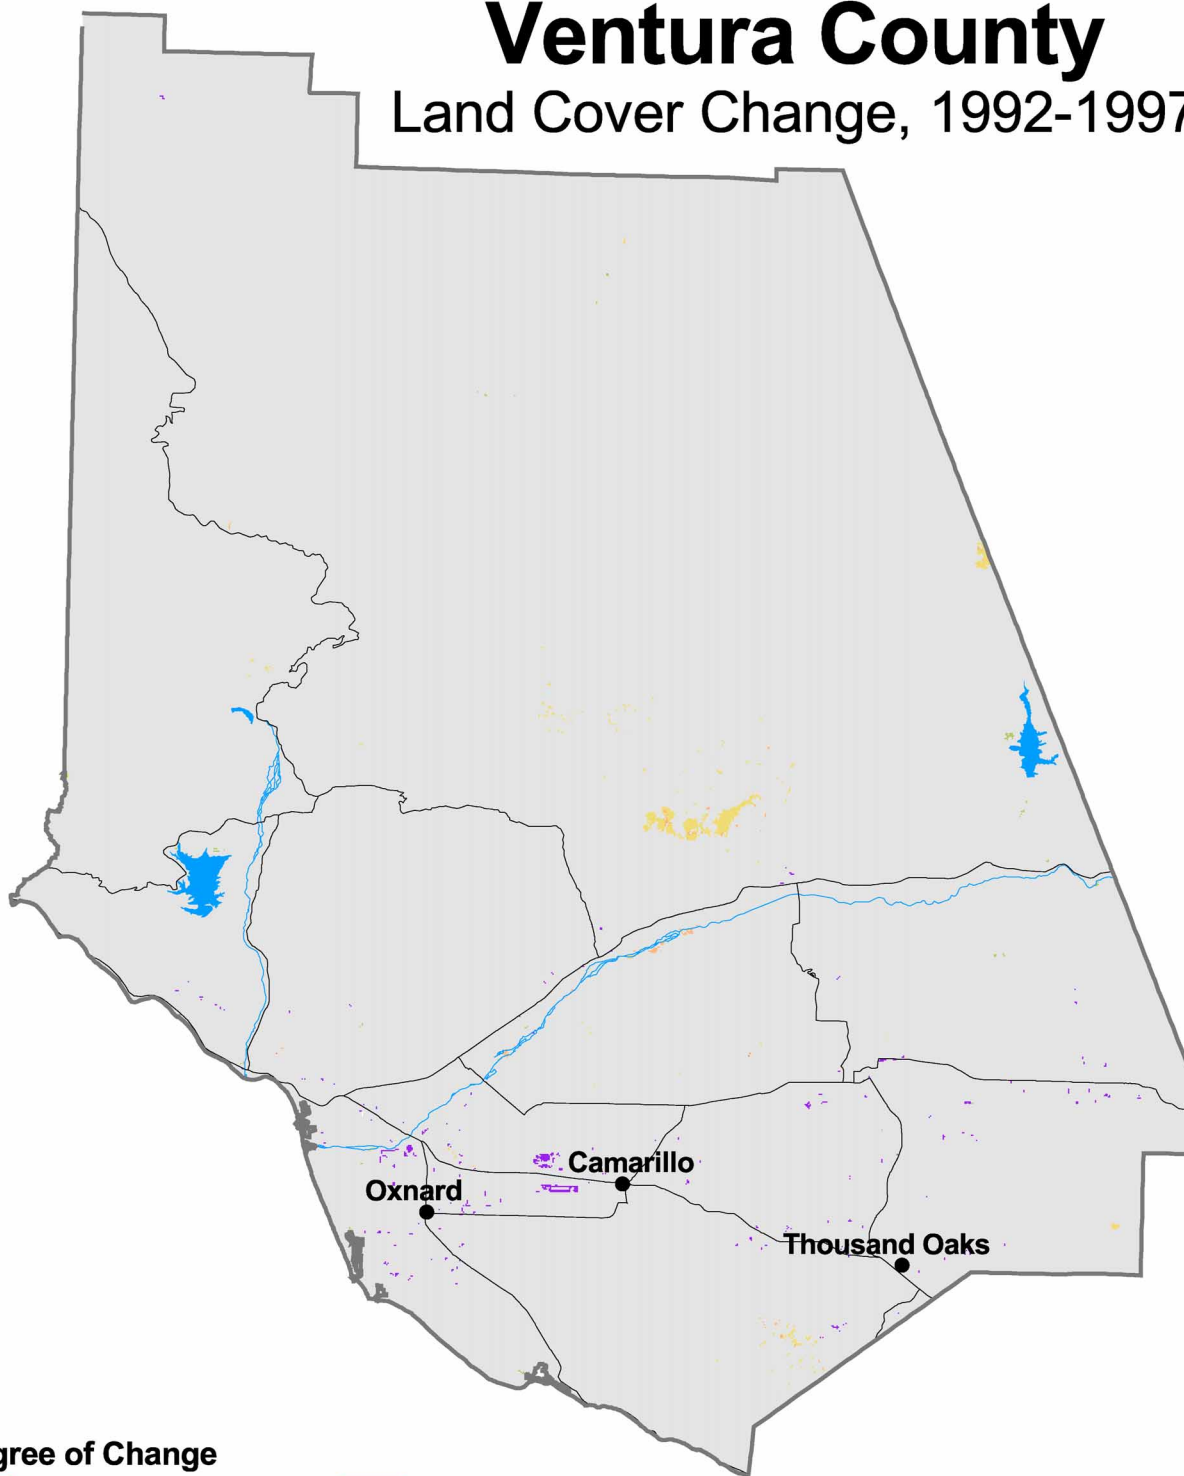 Ventura County
Land Cover Change, 1992-1997
Camarillo
Oxnard
Thousand Oaks
gree of Change